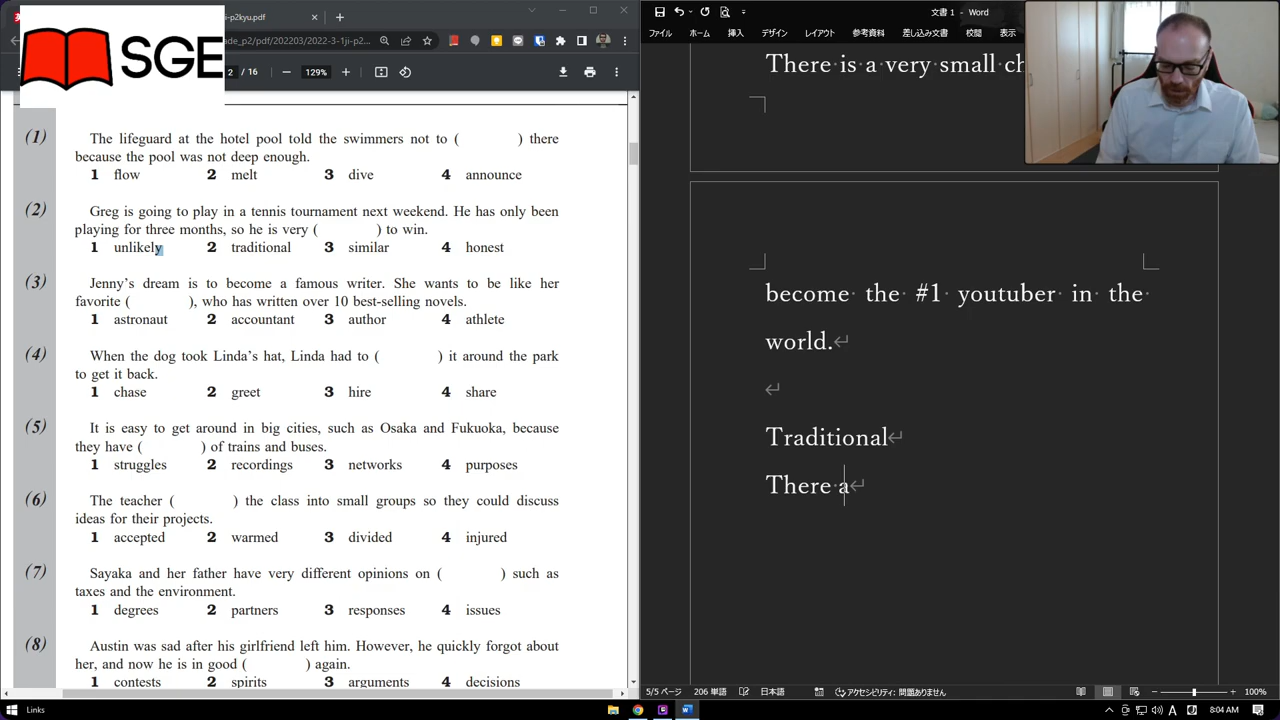 i-p2kyu.pdf
文書 1 - Word
ade_p2/pdf/202203/2022-3-1ji-p2...
ファイル ホーム 挿入 デザイン レイアウト 参考資料 差し込み文書 校閲 表示
SGE
2 / 16 129%
(1) The lifeguard at the hotel pool told the swimmers not to ( ) there
because the pool was not deep enough.
1 flow 2 melt 3 dive 4 announce
(2) Greg is going to play in a tennis tournament next weekend. He has only been
playing for three months, so he is very ( ) to win.
1 unlikely 2 traditional 3 similar 4 honest
(3) Jenny's dream is to become a famous writer. She wants to be like her
favorite ( ), who has written over 10 best-selling novels.
1 astronaut 2 accountant 3 author 4 athlete
(4) When the dog took Linda's hat, Linda had to ( ) it around the park
to get it back.
1 chase 2 greet 3 hire 4 share
(5) It is easy to get around in big cities, such as Osaka and Fukuoka, because
they have ( ) of trains and buses.
1 struggles 2 recordings 3 networks 4 purposes
(6) The teacher ( ) the class into small groups so they could discuss
ideas for their projects.
1 accepted 2 warmed 3 divided 4 injured
(7) Sayaka and her father have very different opinions on ( ) such as
taxes and the environment.
1 degrees 2 partners 3 responses 4 issues
(8) Austin was sad after his girlfriend left him. However, he quickly forgot about
her, and now he is in good ( ) again.
1 contests 2 spirits 3 arguments 4 decisions
There is a very small ch
become the #1 youtuber in the
world.
Traditional
There a
5/5 ページ 206 単語 日本語 アクセシビリティ: 問題ありません 100%
Links
A 8:04 AM